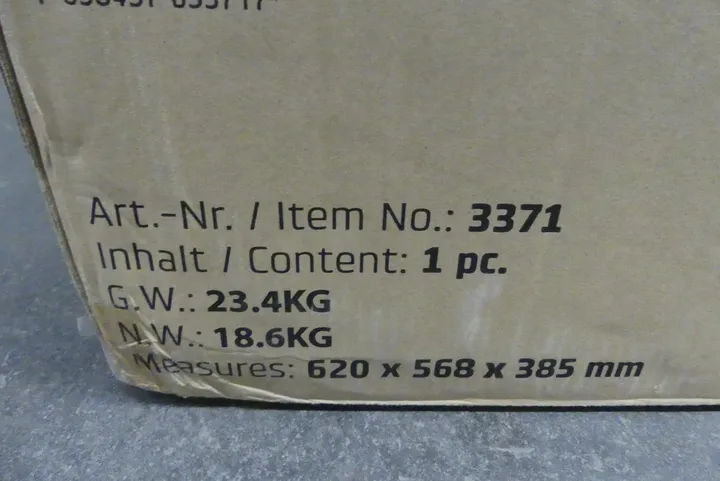 Art.-Nr. / Item No.: 3371
Inhalt / Content: 1 pc.
G.W.: 23.4KG
N.W.: 18.6KG
Measures: 620 x 568 x 385 mm